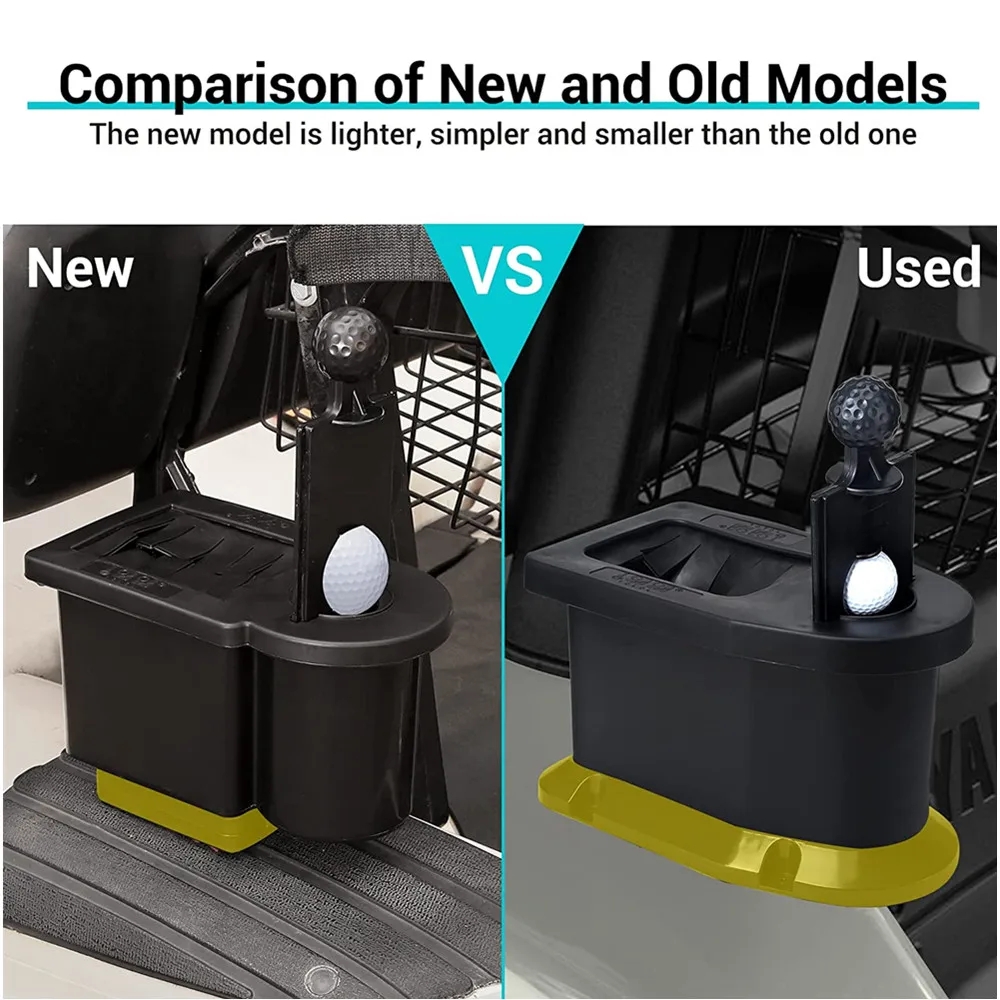 Comparison of New and Old Models
The new model is lighter, simpler and smaller than the old one
New
VS
Used
YA